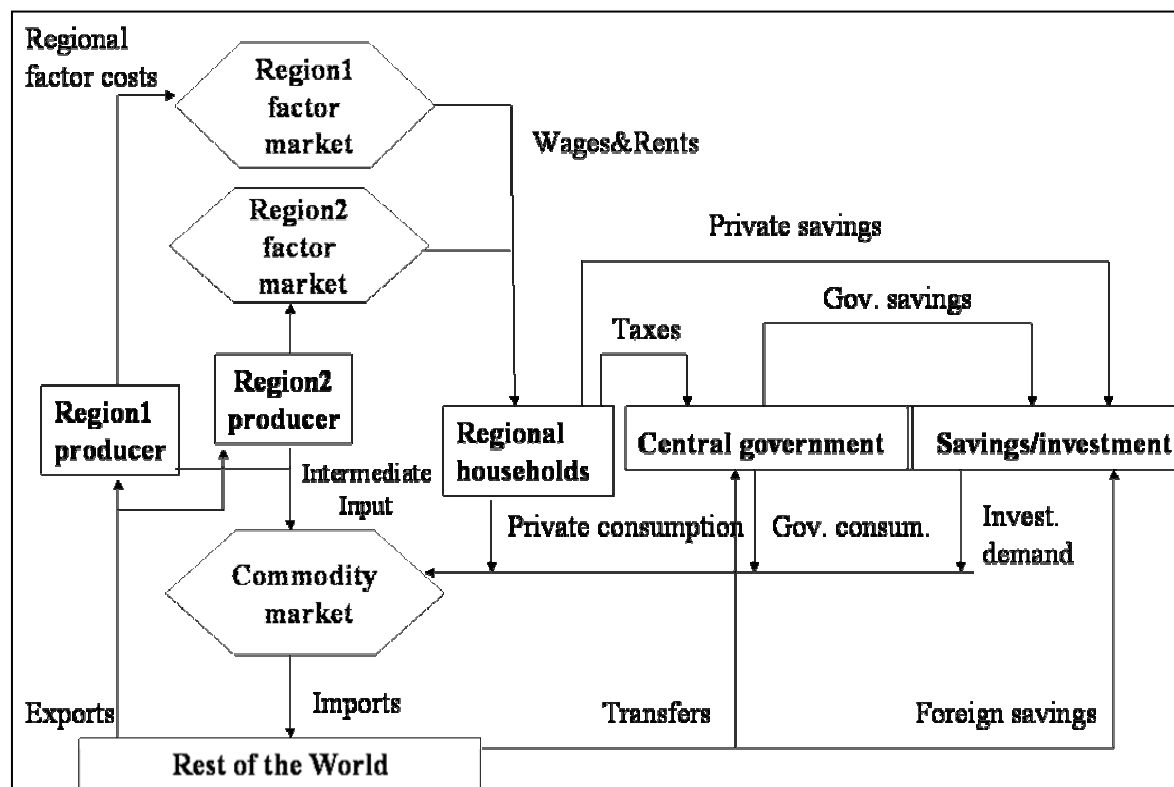 Regional
factor costs
Region1
factor
market
Wages&Rents
Region2
factor
market
Private savings
Gov. savings
Taxes
Region1
producer
Region2
producer
Regional
households
Central government
Savings/investment
Intermediate
Input
Private consumption
Gov. consum.
Invest.
demand
Commodity
market
Exports
Imports
Transfers
Foreign savings
Rest of the World